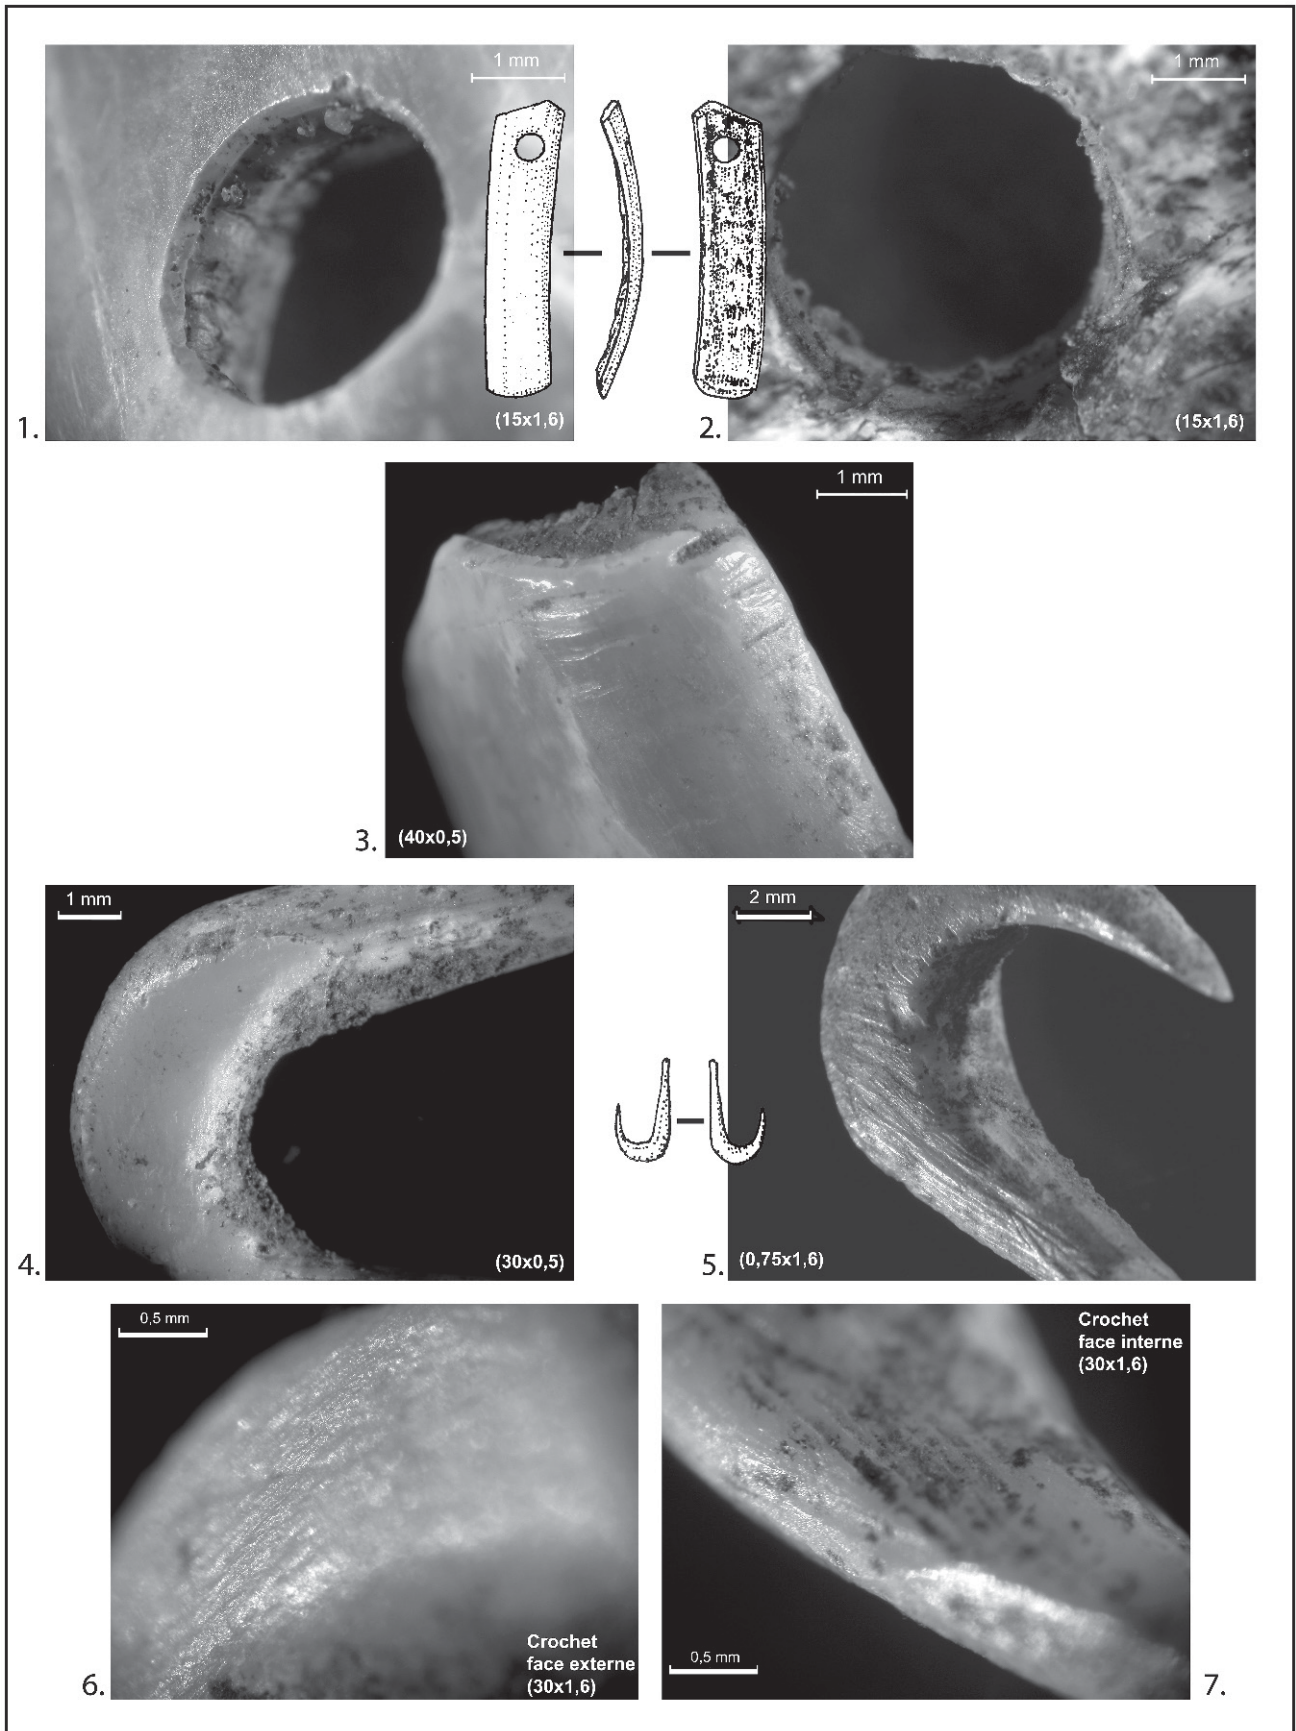 1 mm
(15x1,6)
1.
1 mm
(15x1,6)
2.
1 mm
(40x0,5)
3.
1 mm
(30x0,5)
4.
2 mm
(0,75x1,6)
5.
0,5 mm
Crochet
face externe
(30x1,6)
6.
Crochet
face interne
(30x1,6)
0,5 mm
7.